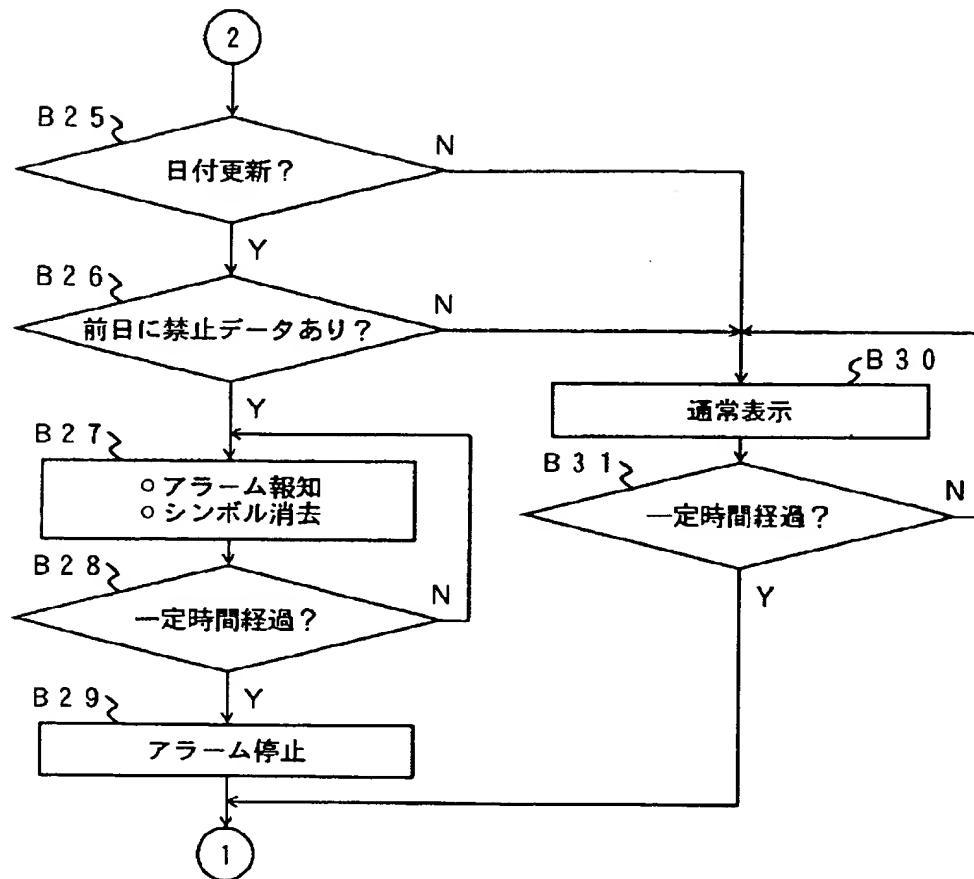 2
B25
日付更新?
N
Y
B26
前日に禁止データあり?
N
Y
B27
○アラーム報知
○シンボル消去
B28
一定時間経過?
N
Y
B29
アラーム停止
1
B30
通常表示
B31
一定時間経過?
N
Y